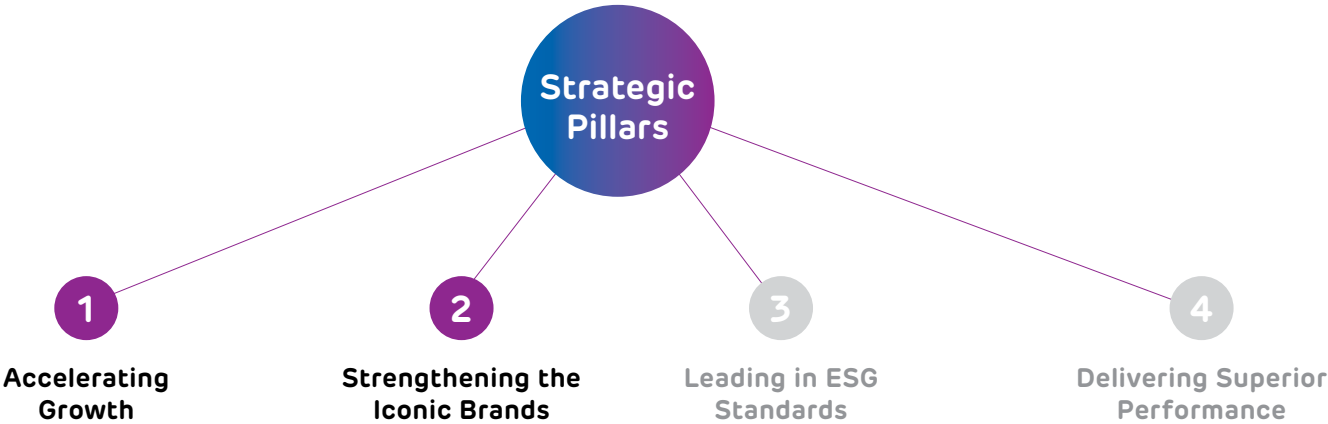 Strategic
Pillars
1
Accelerating
Growth
2
Strengthening the
Iconic Brands
3
Leading in ESG
Standards
4
Delivering Superior
Performance